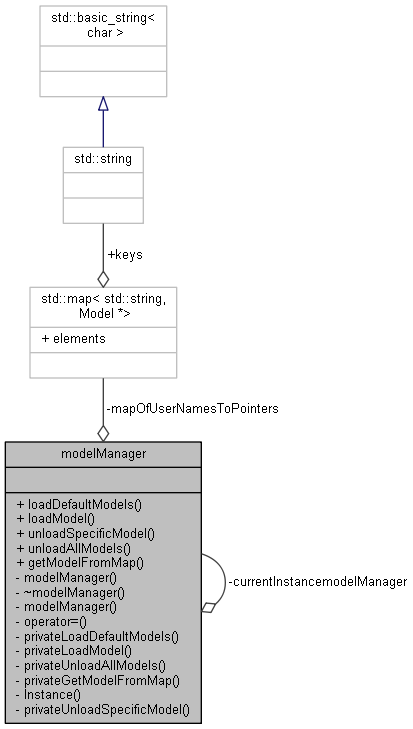 std::basic_string<
char >
std::string
+keys
std::map< std::string,
Model *>
+ elements
-mapOfUserNamesToPointers
modelManager
+ loadDefaultModels()
+ loadModel()
+ unloadSpecificModel()
+ unloadAllModels()
+ getModelFromMap()
- modelManager()
- ~modelManager()
- modelManager()
- operator=()
- privateLoadDefaultModels()
- privateLoadModel()
- privateUnloadAllModels()
- privateGetModelFromMap()
- Instance()
- privateUnloadSpecificModel()
-currentInstancemodelManager